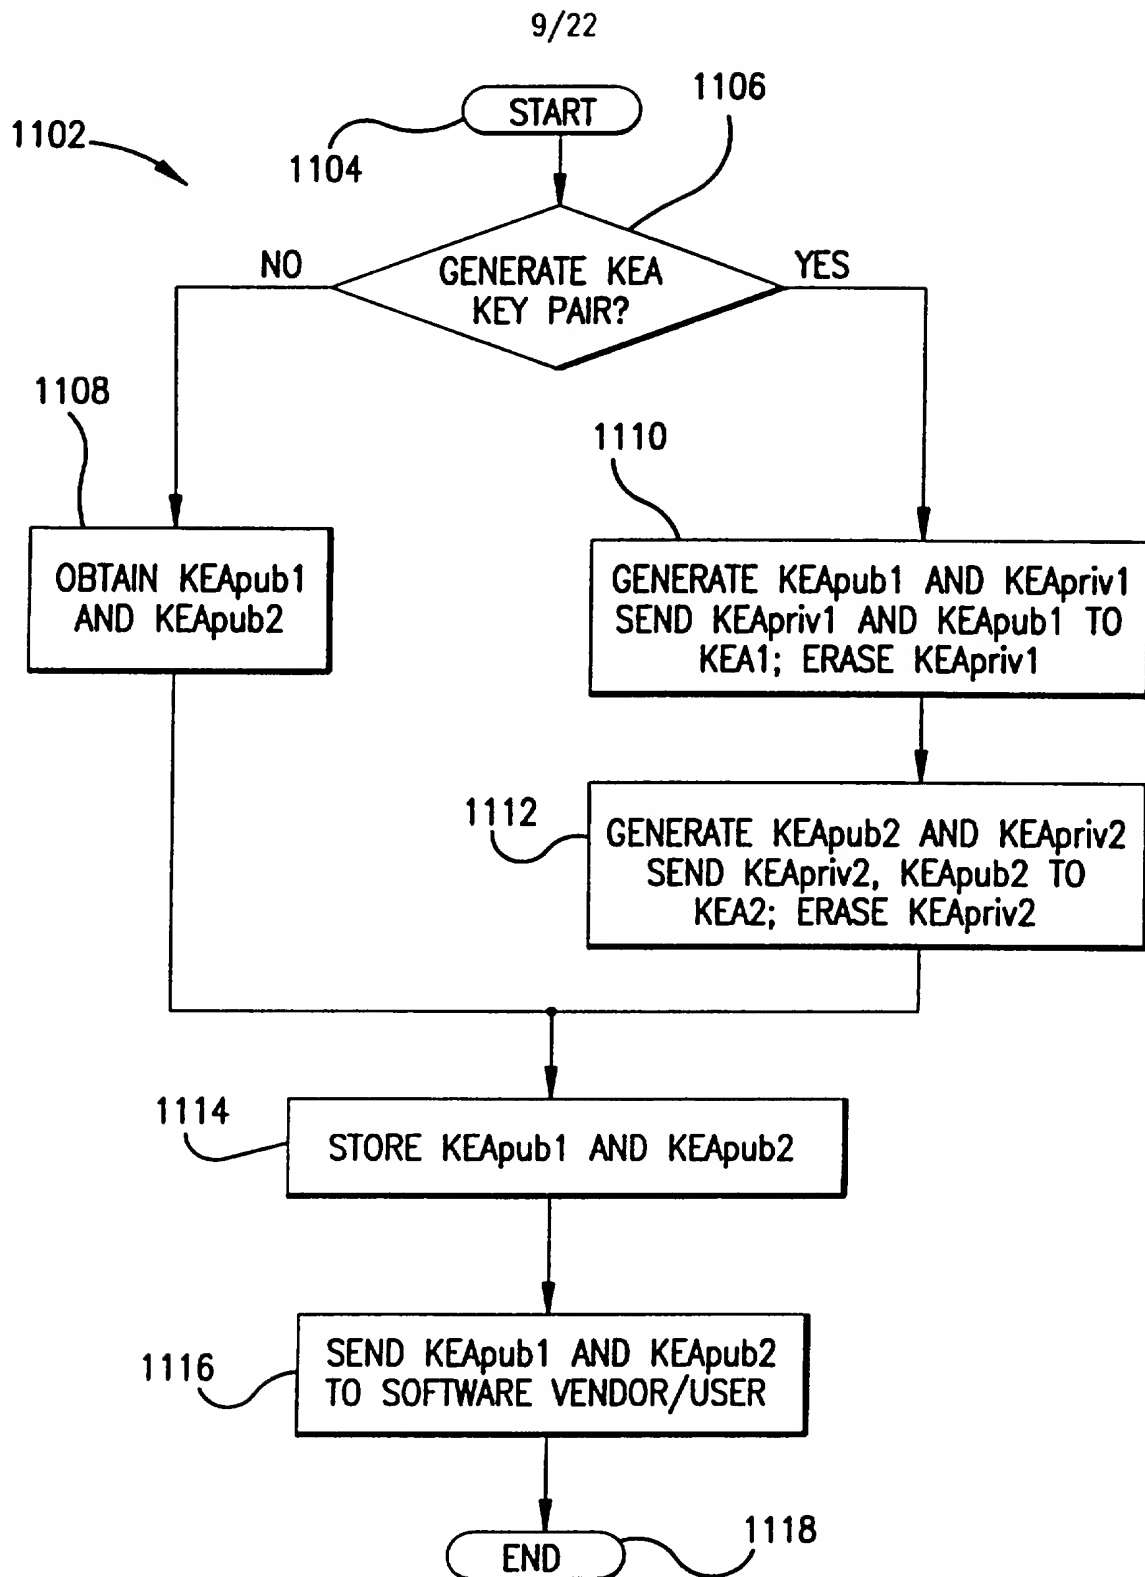 9/22
START
1106
1102
1104
NO
GENERATE KEA
KEY PAIR?
YES
1108
1110
OBTAIN KEApub1
AND KEApub2
GENERATE KEApub1 AND KEApriv1
SEND KEApriv1 AND KEApub1 TO
KEA1; ERASE KEApriv1
1112
GENERATE KEApub2 AND KEApriv2
SEND KEApriv2, KEApub2 TO
KEA2; ERASE KEApriv2
1114
STORE KEApub1 AND KEApub2
1116
SEND KEApub1 AND KEApub2
TO SOFTWARE VENDOR/USER
END
1118